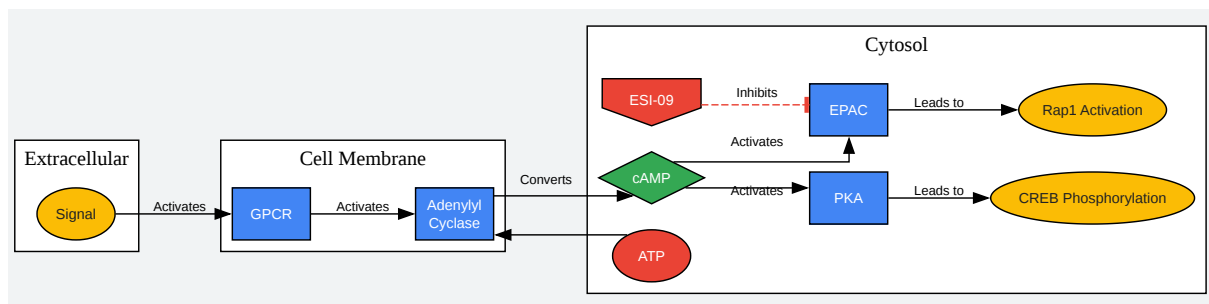 Extracellular
Signal
Activates
Cell Membrane
GPCR
Activates
Adenylyl
Cyclase
Converts
Cytosol
ESI-09
Inhibits
EPAC
Leads to
Rap1 Activation
Activates
cAMP
Activates
PKA
Leads to
CREB Phosphorylation
ATP